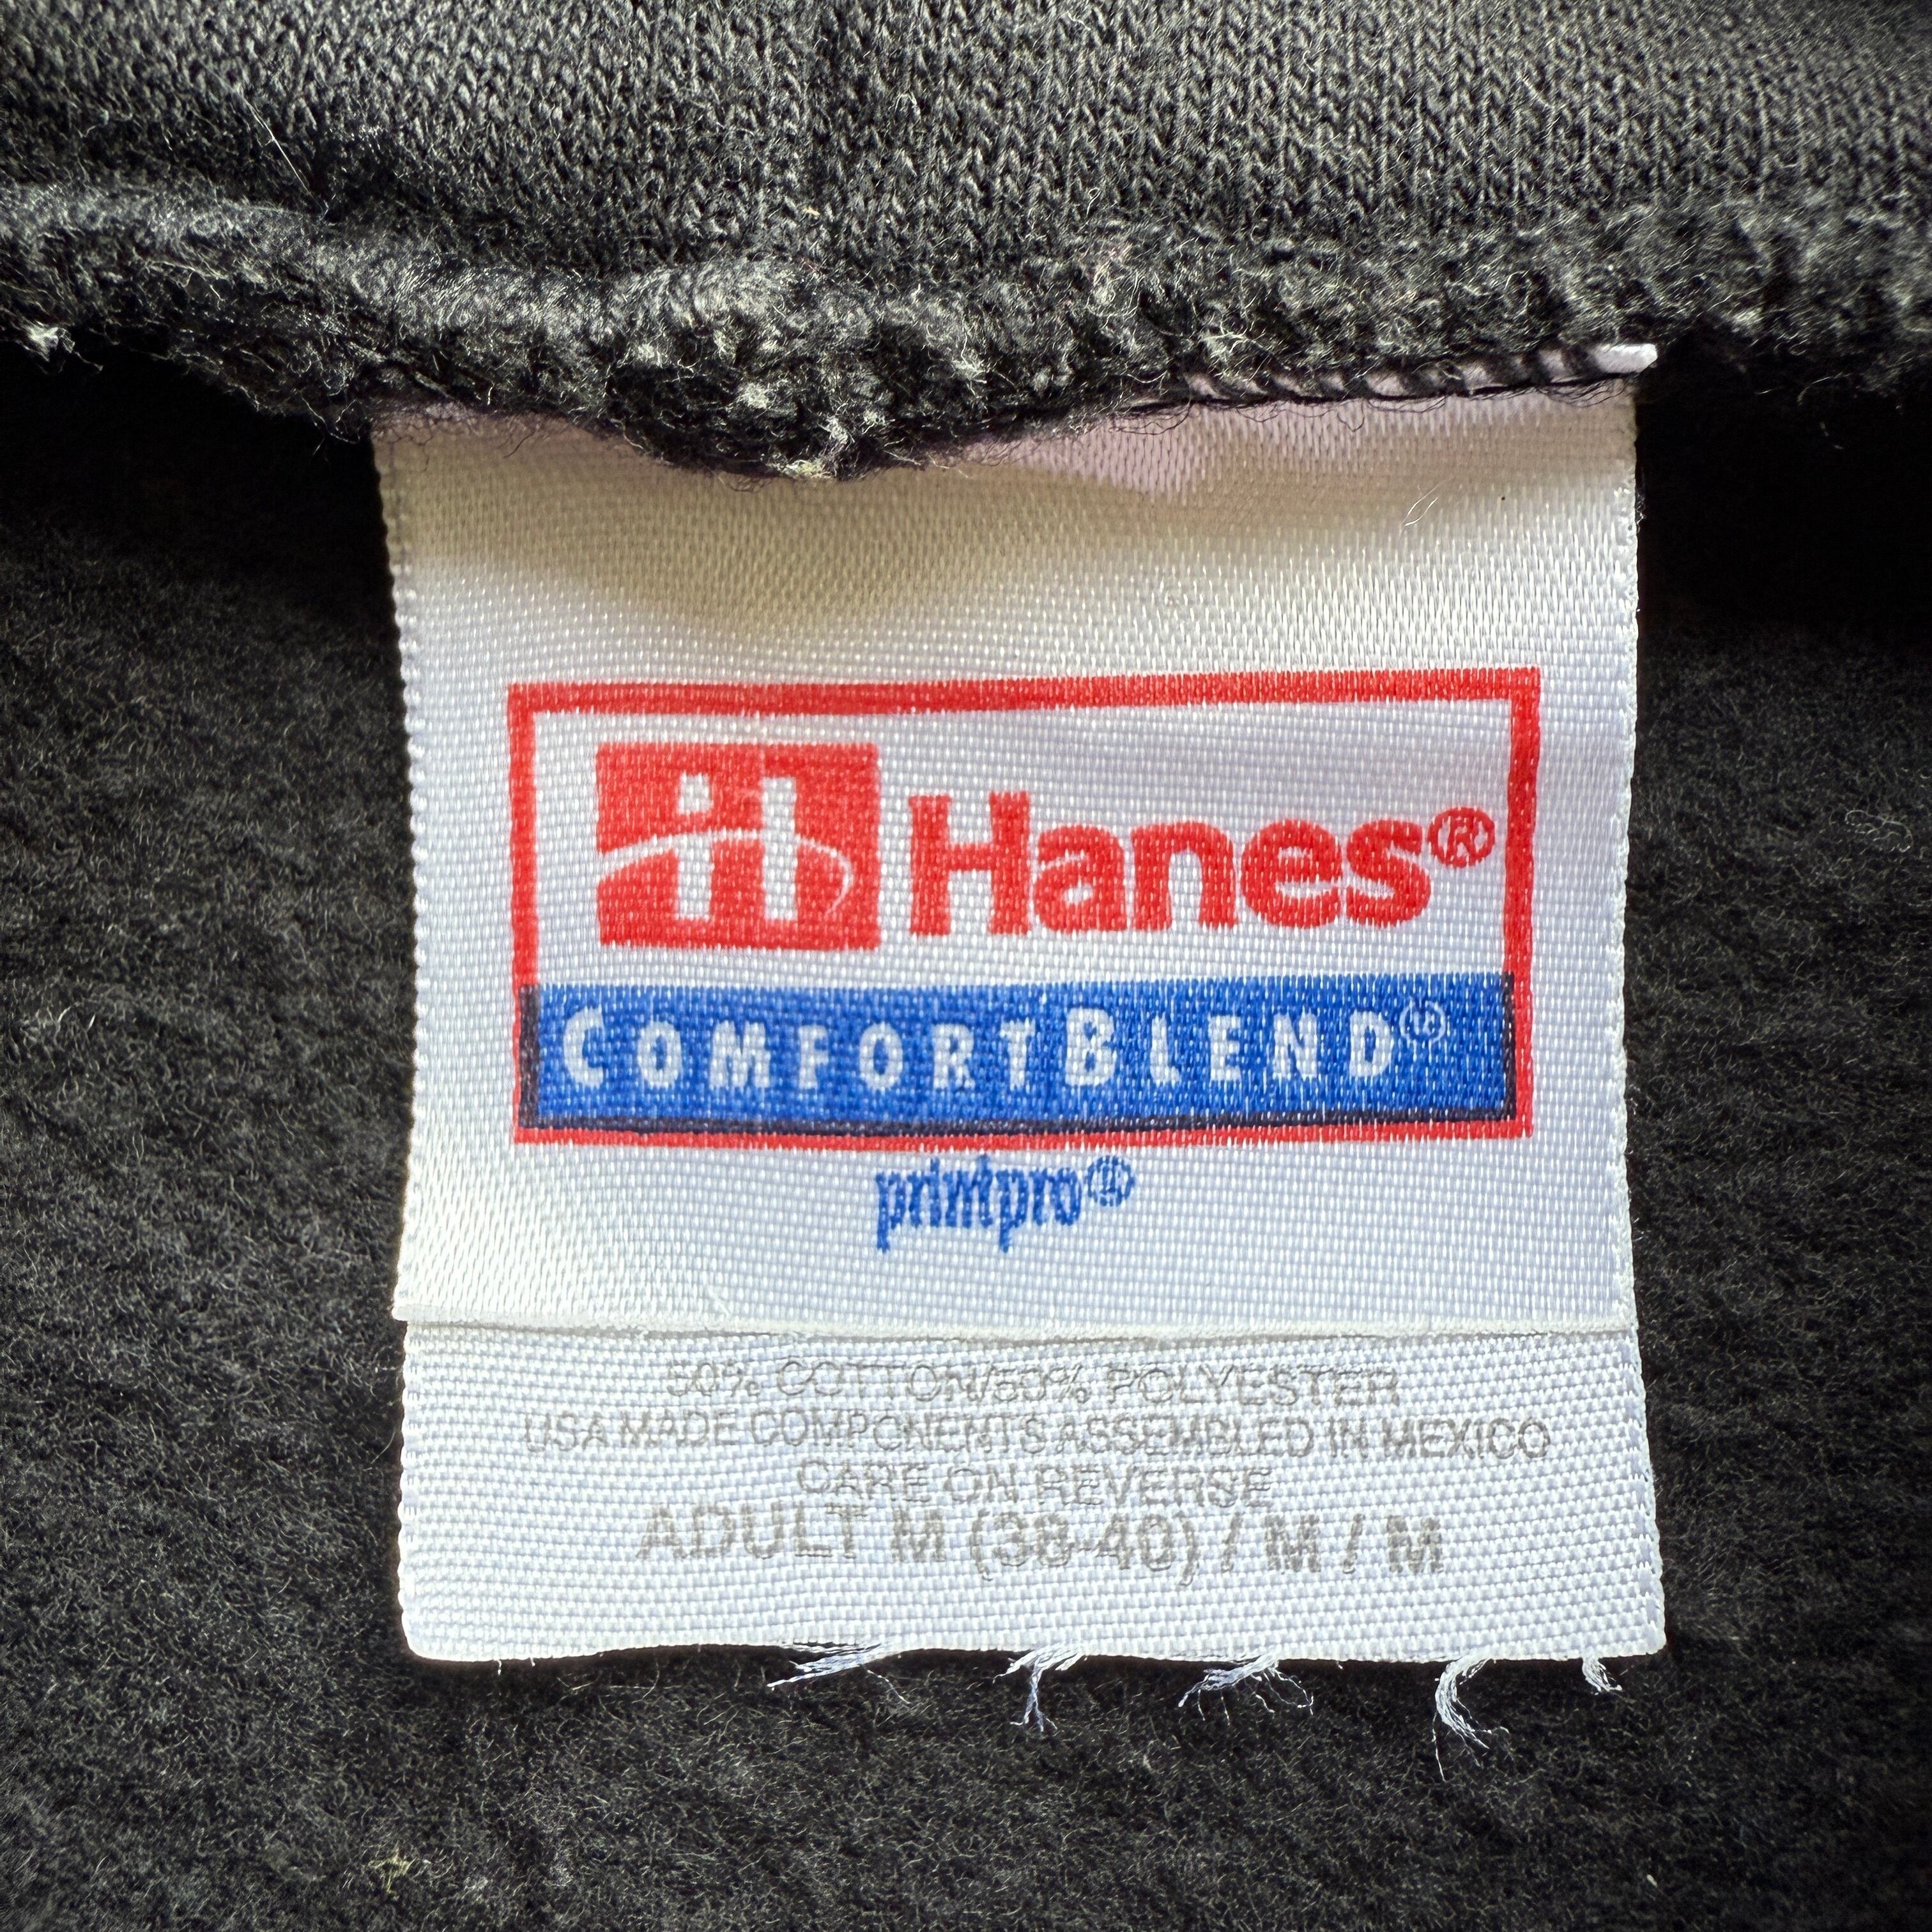 Hanes®
COMFORTBLEND®
printpro®
50% COTTON/50% POLYESTER
USA MADE COMPONENTS ASSEMBLED IN MEXICO
CARE ON REVERSE
ADULT M (38-40) / M / M